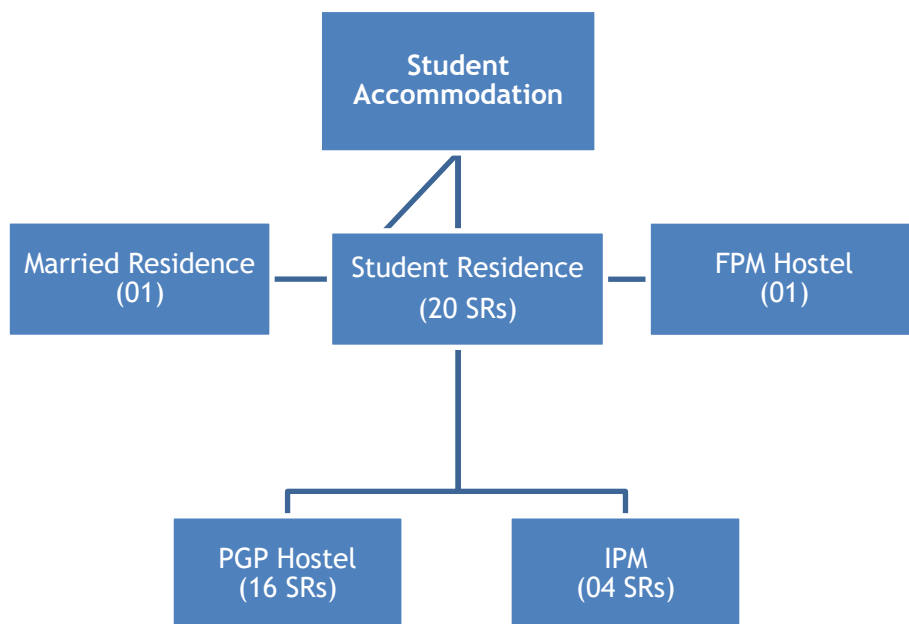 Student
Accommodation
Married Residence
(01)
Student Residence
(20 SRs)
FPM Hostel
(01)
PGP Hostel
(16 SRs)
IPM
(04 SRs)